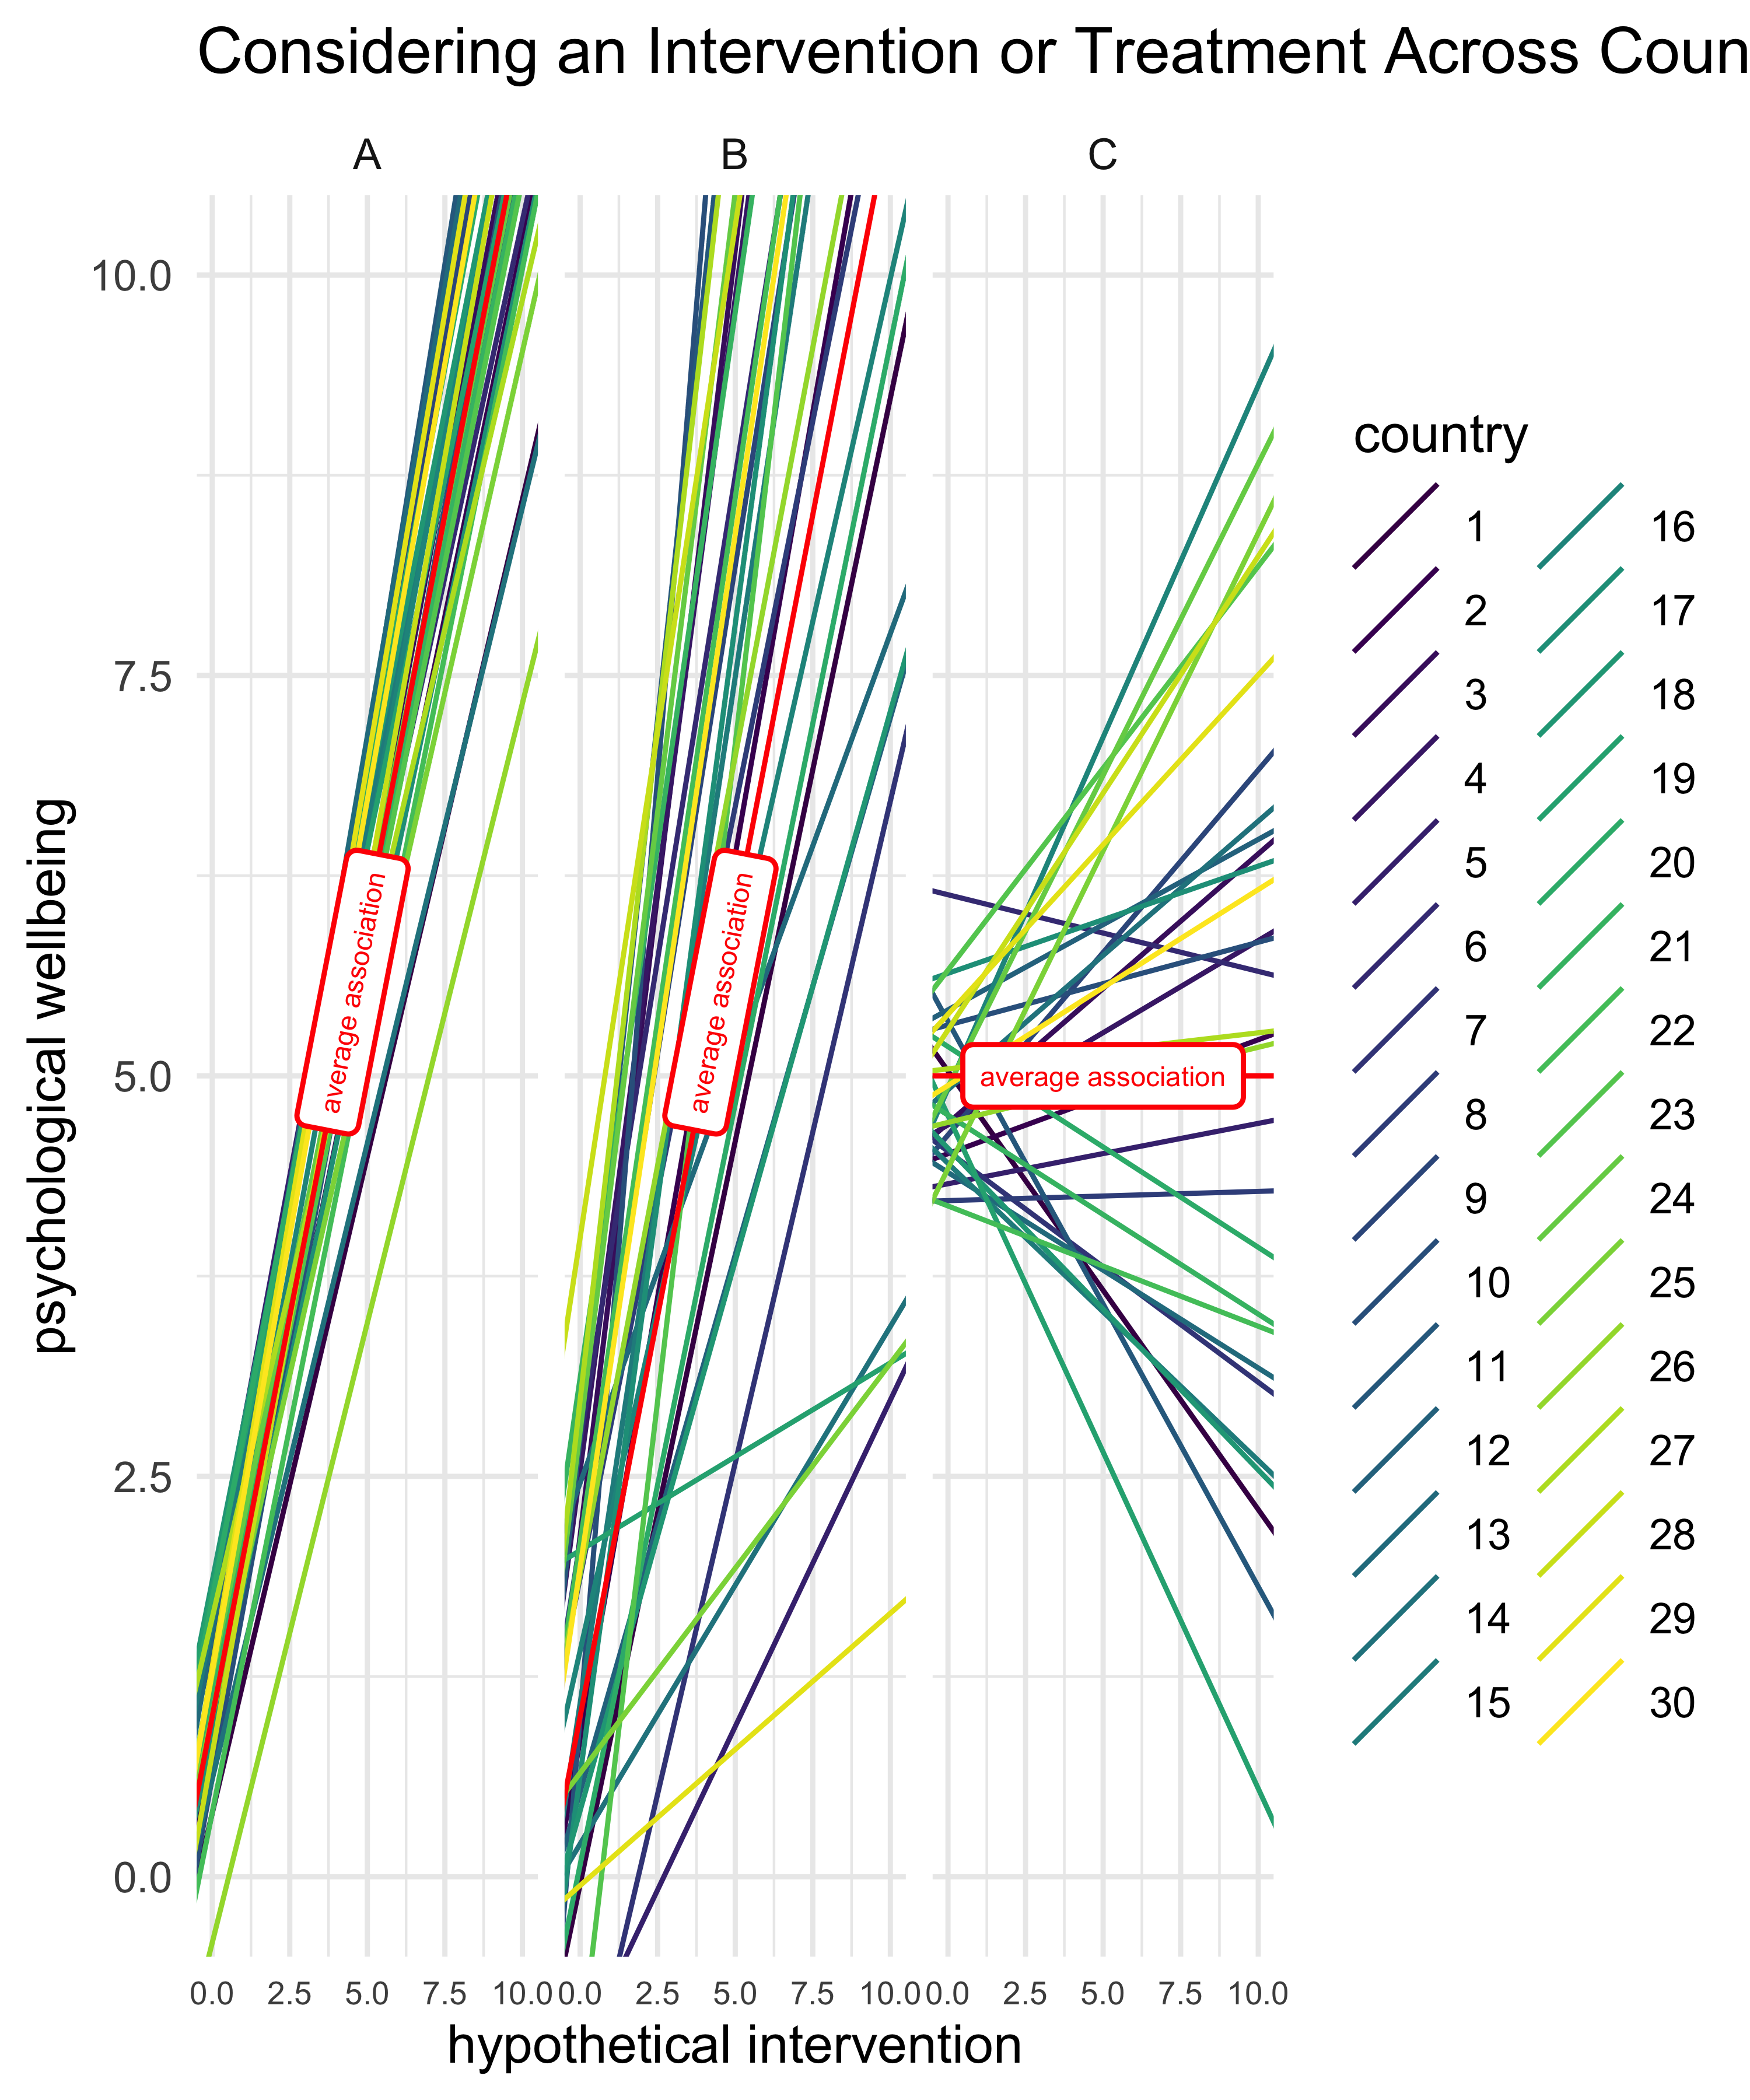 Considering an Intervention or Treatment Across Coun
A B C
10.0
7.5
5.0
2.5
0.0
psychological wellbeing
average association
average association
average association
0.0 2.5 5.0 7.5 10.0 0.0 2.5 5.0 7.5 10.0 0.0 2.5 5.0 7.5 10.0
hypothetical intervention
country
1 16
2 17
3 18
4 19
5 20
6 21
7 22
8 23
9 24
10 25
11 26
12 27
13 28
14 29
15 30